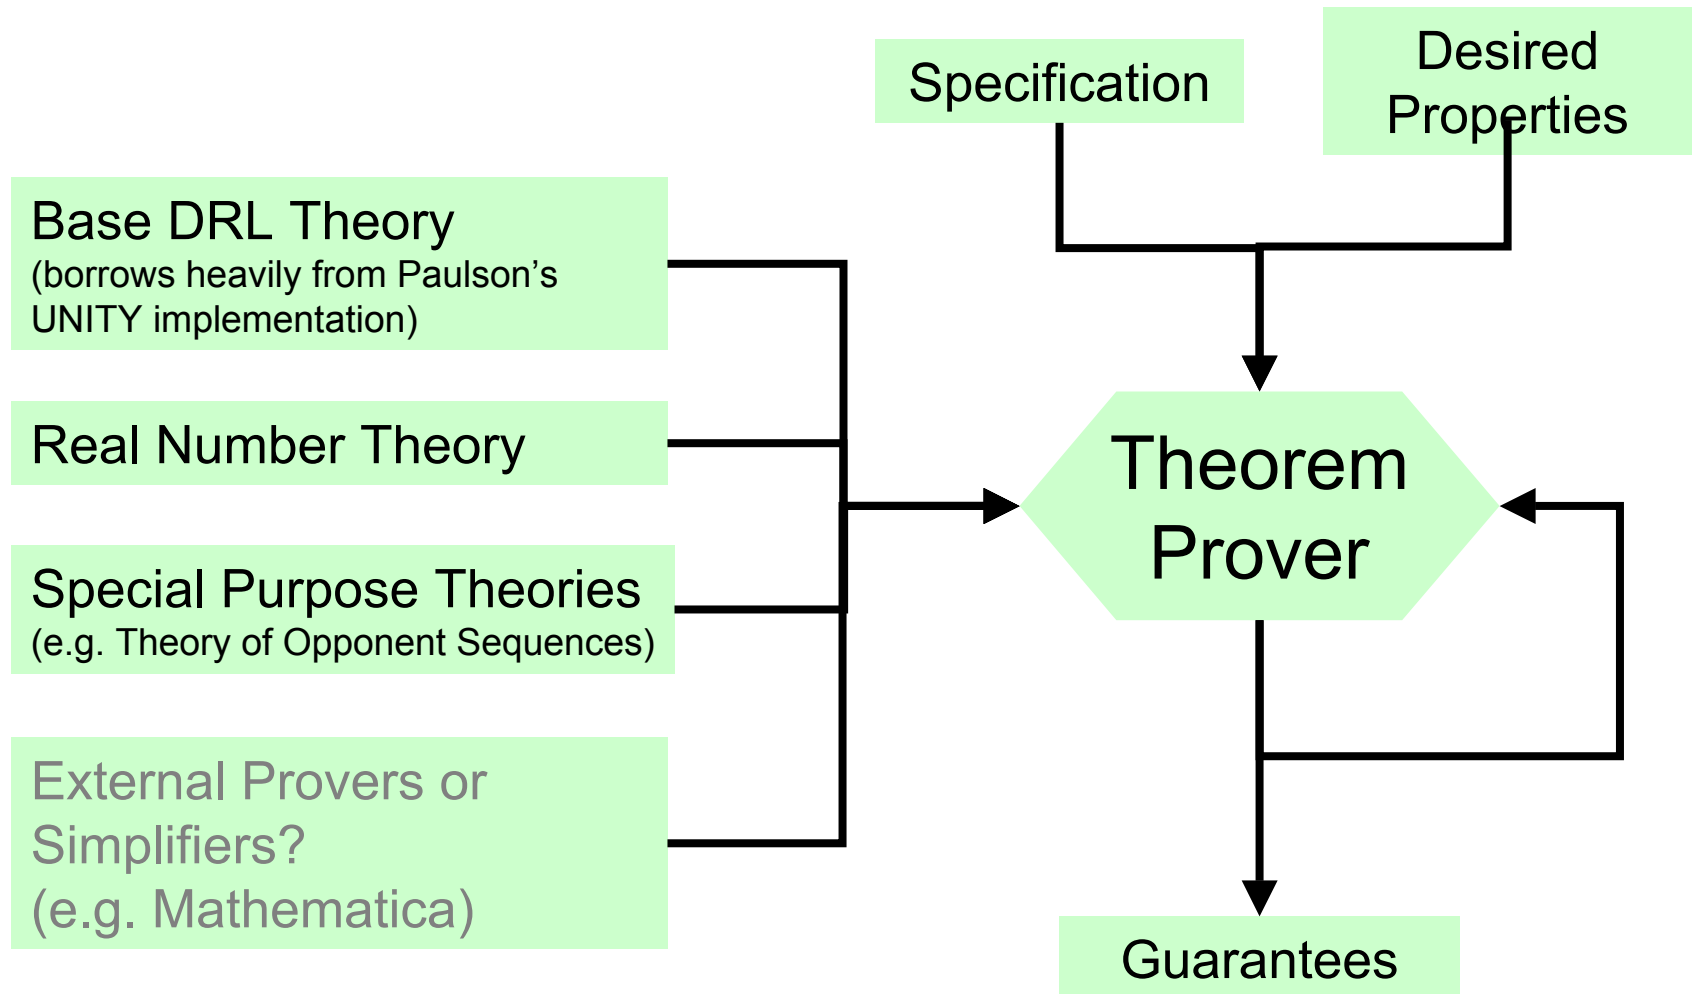 Specification
Desired
Properties
Base DRL Theory
(borrows heavily from Paulson’s
UNITY implementation)
Real Number Theory
Special Purpose Theories
(e.g. Theory of Opponent Sequences)
External Provers or
Simplifiers?
(e.g. Mathematica)
Theorem
Prover
Guarantees